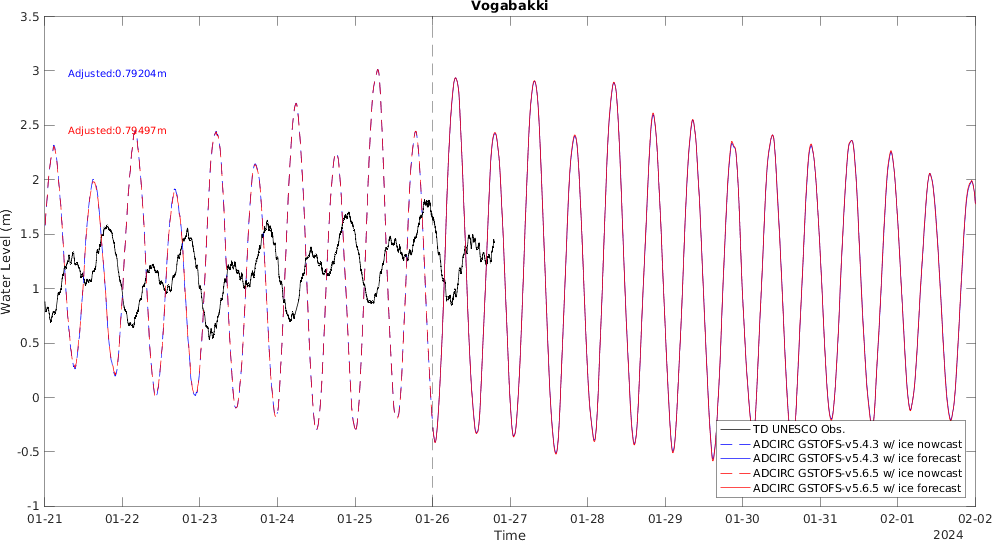 Vogabakki
3.5
3
2.5
2
1.5
1
0.5
0
-0.5
-1
Water Level (m)
Adjusted:0.79204m
Adjusted:0.79497m
TD UNESCO Obs.
ADCIRC GSTOFS-v5.4.3 w/ ice nowcast
ADCIRC GSTOFS-v5.4.3 w/ ice forecast
ADCIRC GSTOFS-v5.6.5 w/ ice nowcast
ADCIRC GSTOFS-v5.6.5 w/ ice forecast
01-21 01-22 01-23 01-24 01-25 01-26 01-27 01-28 01-29 01-30 01-31 02-01 02-02
Time
2024